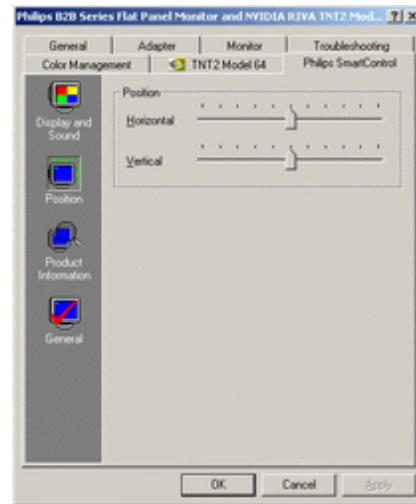 Philips B2B Series Flat Panel Monitor and NVIDIA RIVA TNT2 Mod...
General Adapter Monitor Troubleshooting
Color Management TNT2 Model 64 Philips SmartControl
Display and
Sound
Position
Product
Information
General
Position
Horizontal
Vertical
OK Cancel Apply